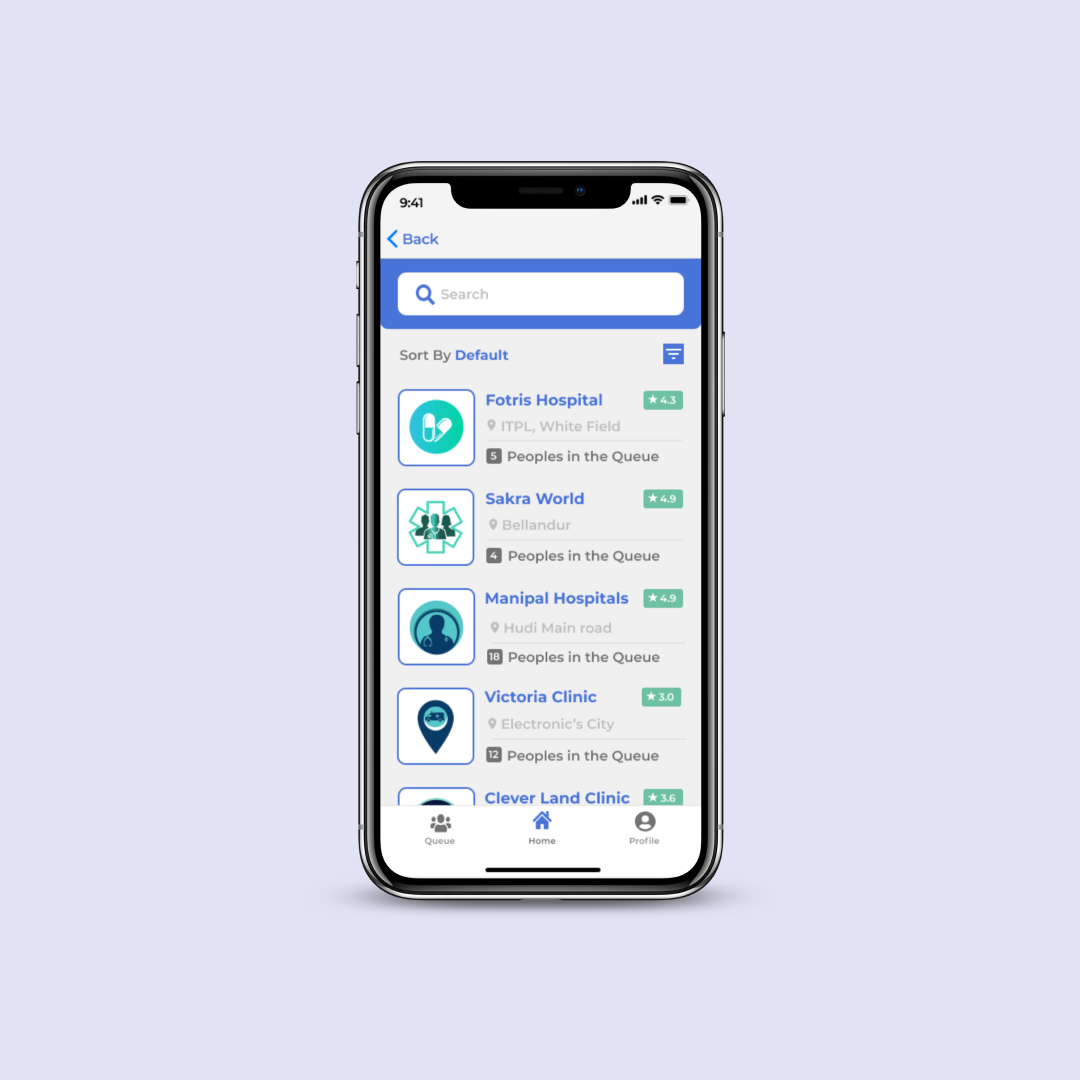 9:41
Back
Search
Sort By Default
Fotris Hospital
4.3
ITPL, White Field
5 Peoples in the Queue
Sakra World
4.9
Bellandur
4 Peoples in the Queue
Manipal Hospitals
4.9
Hudi Main road
18 Peoples in the Queue
Victoria Clinic
3.0
Electronic's City
12 Peoples in the Queue
Clever Land Clinic
3.6
Queue
Home
Profile